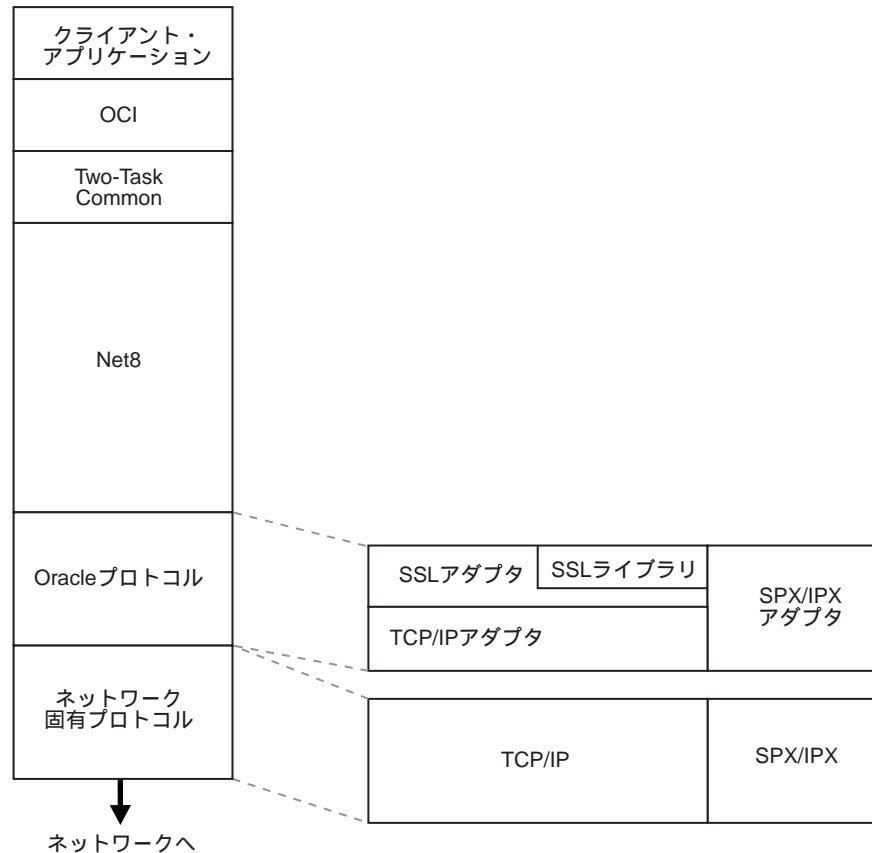 クライアント・
アプリケーション
OCI
Two-Task
Common
Net8
Oracleプロトコル
SSLアダプタ
SSLライブラリ
SPX/IPX
アダプタ
TCP/IPアダプタ
ネットワーク
固有プロトコル
TCP/IP
SPX/IPX
ネットワークへ